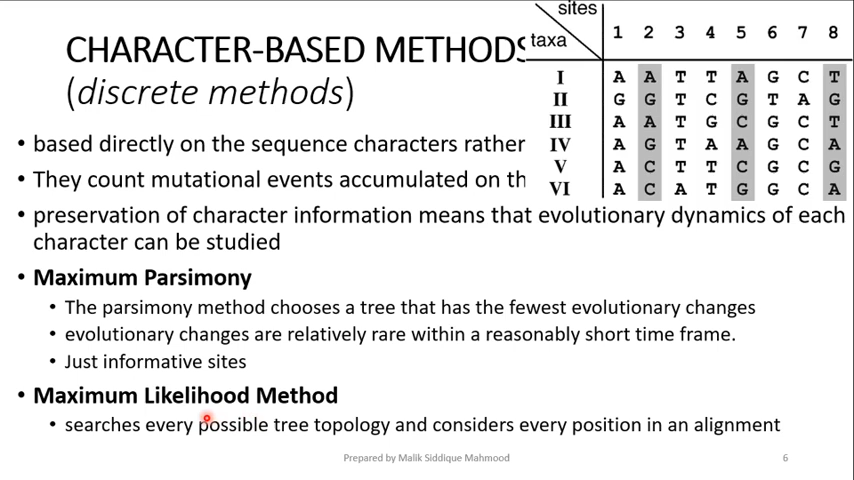 CHARACTER-BASED METHODS
(discrete methods)
sites
taxa 1 2 3 4 5 6 7 8
I A A T T A G C T
II G G T C G T A G
III A A T G C G C T
IV A G T A A G C A
V A C T T C G C G
VI A C A T G G C A
• based directly on the sequence characters rather
• They count mutational events accumulated on th
• preservation of character information means that evolutionary dynamics of each
character can be studied
• Maximum Parsimony
• The parsimony method chooses a tree that has the fewest evolutionary changes
• evolutionary changes are relatively rare within a reasonably short time frame.
• Just informative sites
• Maximum Likelihood Method
• searches every possible tree topology and considers every position in an alignment
Prepared by Malik Siddique Mahmood
6